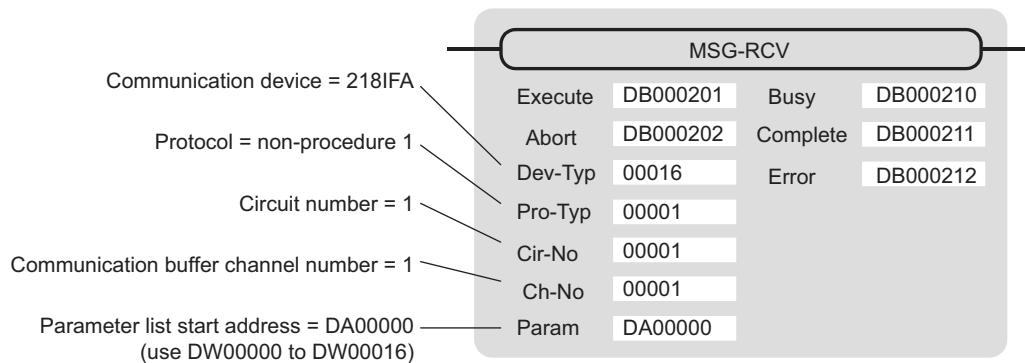 MSG-RCV
Communication device = 218IFA
Protocol = non-procedure 1
Circuit number = 1
Communication buffer channel number = 1
Parameter list start address = DA00000
(use DW00000 to DW00016)
Execute DB000201 Busy DB000210
Abort DB000202 Complete DB000211
Dev-Typ 00016 Error DB000212
Pro-Typ 00001
Cir-No 00001
Ch-No 00001
Param DA00000